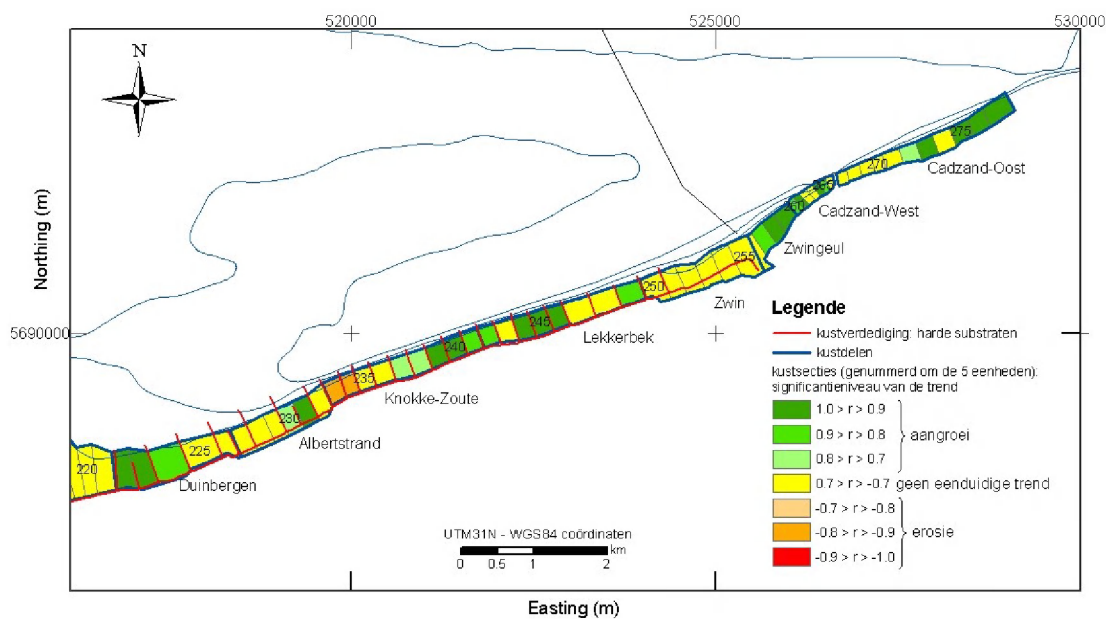 520000
525000
530000
N
275
270
Cadzand-Oost
265
260
Cadzand-West
Zwingeul
255
Northing (m)
250
Zwin
Legende
kustverdediging: harde substraten
kustdelen
kustsecties (genummerd om de 5 eenheden):
significantieniveau van de trend
1.0 > r > 0.9
0.9 > r > 0.8
aangroei
0.8 > r > 0.7
0.7 > r > -0.7 geen eenduidige trend
-0.7 > r > -0.8
-0.8 > r > -0.9
erosie
-0.9 > r > -1.0
5690000
245
Lekkerbek
240
235
Knokke-Zoute
230
Albertstrand
225
220
Duinbergen
UTM31N - WGS84 coördinaten
km
0 0.5 1 2
Easting (m)